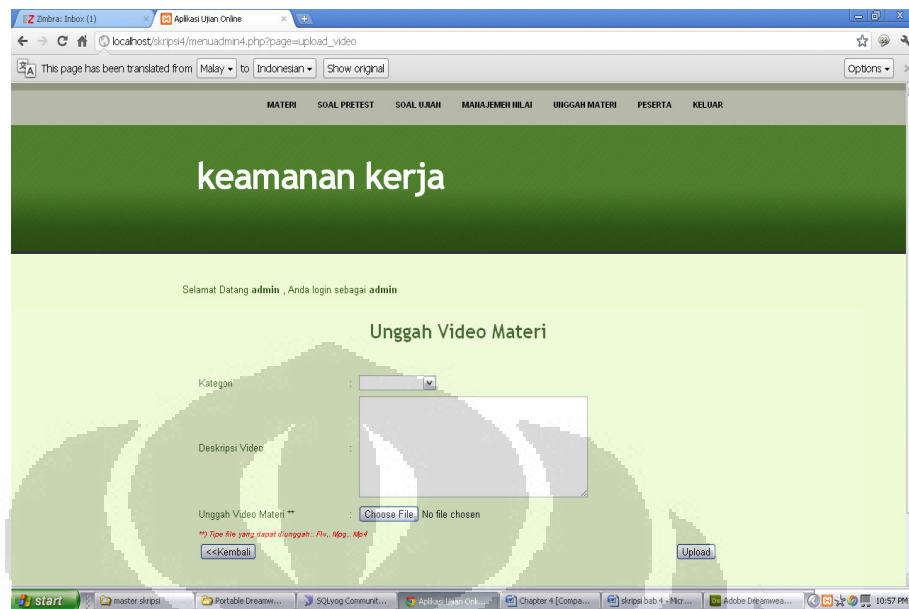 Zimbra: Inbox (1) Aplikasi Ujian Online
localhost/skripsi4/menuadmin4.php?page=upload_video
This page has been translated from Malay to Indonesian Show original Options
MATERI SOAL PRETEST SOAL UJIAN MANAJEMEN NILAI UNGGAH MATERI PESERTA KELUAR
keamanan kerja
Selamat Datang admin , Anda login sebagai admin
Unggah Video Materi
Kategori :
Deskripsi Video :
Unggah Video Materi ** : Choose File No file chosen
**) Tipe file yang dapat diunggah:. Flv,. Mpg,. Mp4
<<Kembali Upload
start master skripsi Portable Dreamw... SQLyog Communit... Aplikasi Ujian Onli... Chapter 4 [Compa... skripsi bab 4 - Micr... Adobe Dreamwea... 10:57 PM